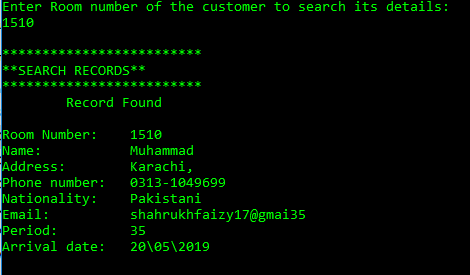 Enter Room number of the customer to search its details:
1510
*************************
**SEARCH RECORDS**
*************************
Record Found
Room Number: 1510
Name: Muhammad
Address: Karachi,
Phone number: 0313-1049699
Nationality: Pakistani
Email: shahrukhfaizy17@gmai35
Period: 35
Arrival date: 20\05\2019